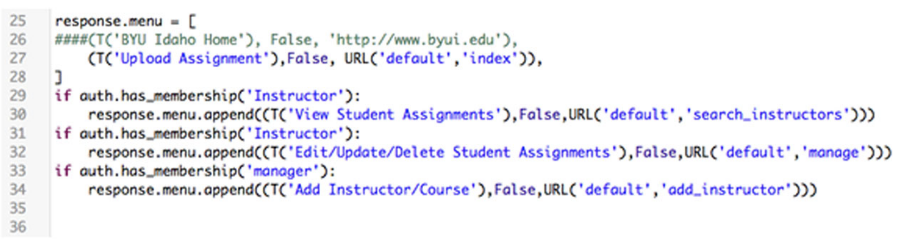 25 response.menu = [
26 ####(T('BYU Idaho Home'), False, 'http://www.byui.edu'),
27     (T('Upload Assignment'),False, URL('default','index')),
28 ]
29 if auth.has_membership('Instructor'):
30     response.menu.append((T('View Student Assignments'),False,URL('default','search_instructors')))
31 if auth.has_membership('Instructor'):
32     response.menu.append((T('Edit/Update/Delete Student Assignments'),False,URL('default','manage')))
33 if auth.has_membership('manager'):
34     response.menu.append((T('Add Instructor/Course'),False,URL('default','add_instructor')))
35
36